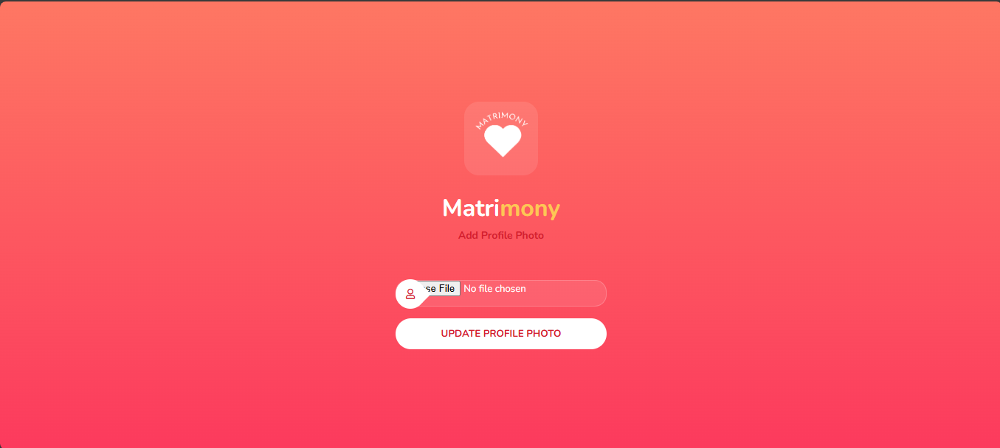 MATRIMONY
Matrimony
Add Profile Photo
se File No file chosen
UPDATE PROFILE PHOTO